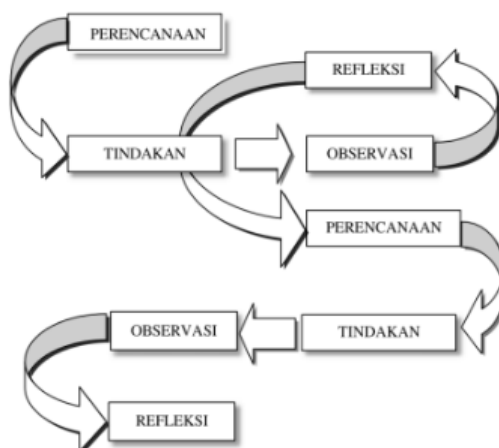 PERENCANAAN
TINDAKAN
OBSERVASI
REFLEKSI
PERENCANAAN
TINDAKAN
OBSERVASI
REFLEKSI